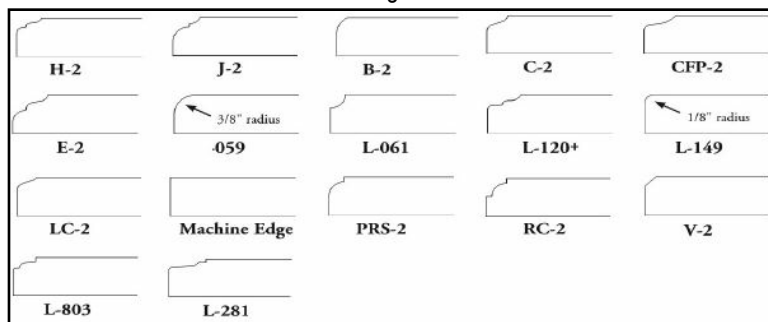 H-2 J-2 B-2 C-2 CFP-2
3/8" radius 1/8" radius
E-2 -059 L-061 L-120+ L-149
LC-2 Machine Edge PRS-2 RC-2 V-2
L-803 L-281